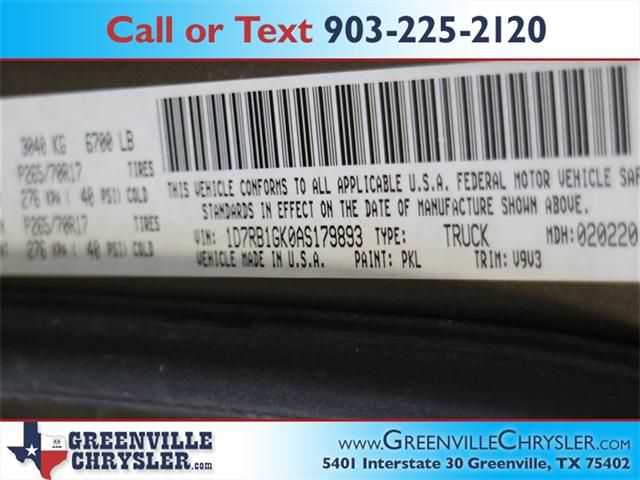 Call or Text 903-225-2120
3040 KG 6700 LB
P265/70R17 TIRES
276 KPA ( 40 PSI) COLD
P265/70R17 TIRES
276 KPA ( 40 PSI) COLD
THIS VEHICLE CONFORMS TO ALL APPLICABLE U.S.A. FEDERAL MOTOR VEHICLE SAF
STANDARDS IN EFFECT ON THE DATE OF MANUFACTURE SHOWN ABOVE.
VIN: 1D7RB1GK0AS179893 TYPE: TRUCK MDH: 020220
VEHICLE MADE IN U.S.A. PAINT: PKL TRIM: V9V3
GREENVILLE
CHRYSLER.com
www.GREENVILLECHRYSLER.com
5401 Interstate 30 Greenville, TX 75402